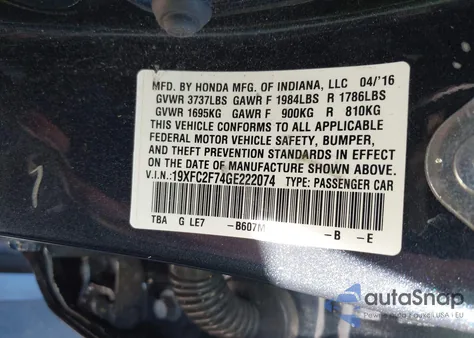 MFD. BY HONDA MFG. OF INDIANA, LLC 04/'16
GVWR 3737LBS GAWR F 1984LBS R 1786LBS
GVWR 1695KG GAWR F 900KG R 810KG
THIS VEHICLE CONFORMS TO ALL APPLICABLE
FEDERAL MOTOR VEHICLE SAFETY, BUMPER,
AND THEFT PREVENTION STANDARDS IN EFFECT
ON THE DATE OF MANUFACTURE SHOWN ABOVE.
V.I.N.:19XFC2F74GE222074 TYPE: PASSENGER CAR
TBA G LE7 -B607M -B -E
autoSnap